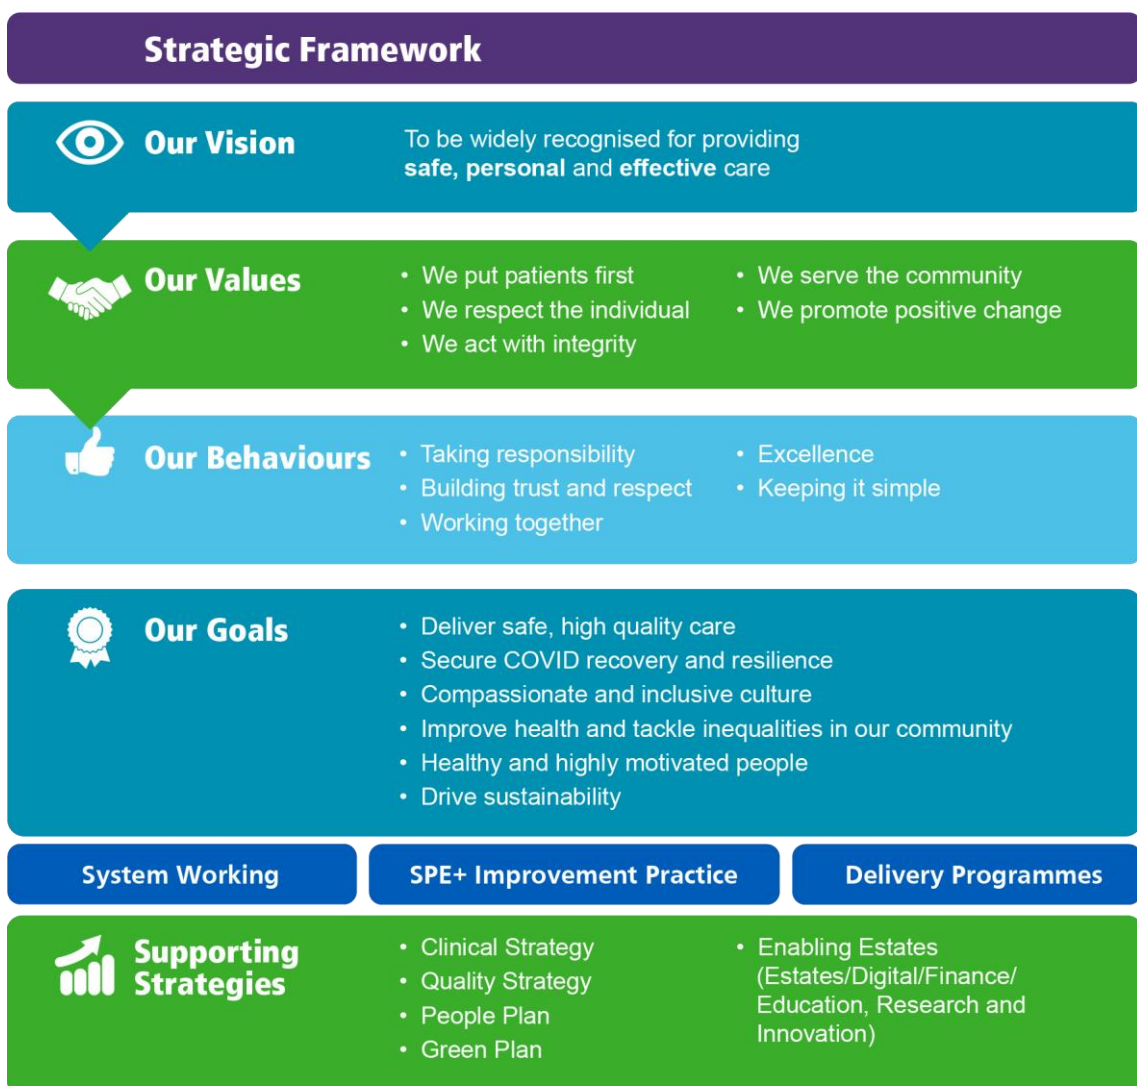 Strategic Framework
Our Vision
To be widely recognised for providing
safe, personal and effective care
Our Values
• We put patients first
• We respect the individual
• We act with integrity
• We serve the community
• We promote positive change
Our Behaviours
• Taking responsibility
• Building trust and respect
• Working together
• Excellence
• Keeping it simple
Our Goals
• Deliver safe, high quality care
• Secure COVID recovery and resilience
• Compassionate and inclusive culture
• Improve health and tackle inequalities in our community
• Healthy and highly motivated people
• Drive sustainability
System Working
SPE+ Improvement Practice
Delivery Programmes
Supporting
Strategies
• Clinical Strategy
• Quality Strategy
• People Plan
• Green Plan
• Enabling Estates
(Estates/Digital/Finance/
Education, Research and
Innovation)